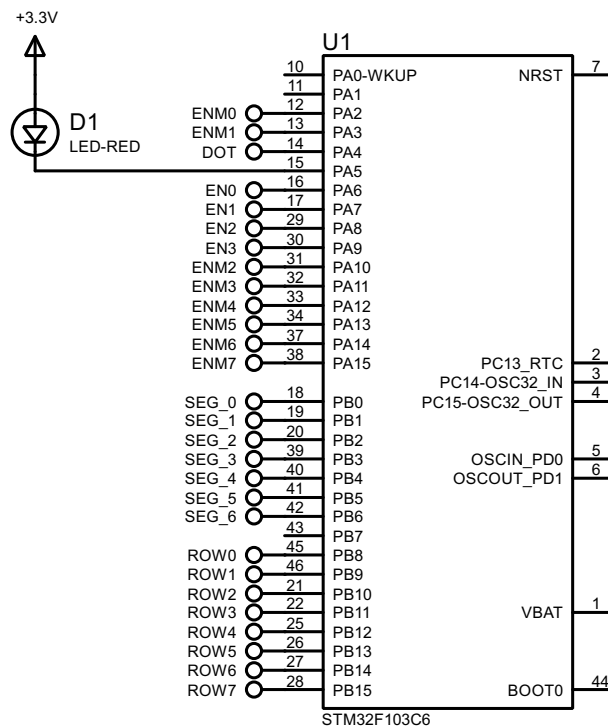 +3.3V
U1
D1
LED-RED
10 PA0-WKUP NRST 7
11 PA1
ENM0 12 PA2
ENM1 13 PA3
DOT 14 PA4
15 PA5
EN0 16 PA6
EN1 17 PA7
EN2 29 PA8
EN3 30 PA9
ENM2 31 PA10
ENM3 32 PA11
ENM4 33 PA12
ENM5 34 PA13
ENM6 37 PA14
ENM7 38 PA15
PC13_RTC 2
PC14-OSC32_IN 3
PC15-OSC32_OUT 4
SEG_0 18 PB0
SEG_1 19 PB1
SEG_2 20 PB2
SEG_3 39 PB3
SEG_4 40 PB4
SEG_5 41 PB5
SEG_6 42 PB6
43 PB7
OSCIN_PD0 5
OSCOUT_PD1 6
ROW0 45 PB8
ROW1 46 PB9
ROW2 21 PB10
ROW3 22 PB11
ROW4 25 PB12
ROW5 26 PB13
ROW6 27 PB14
ROW7 28 PB15
VBAT 1
BOOT0 44
STM32F103C6